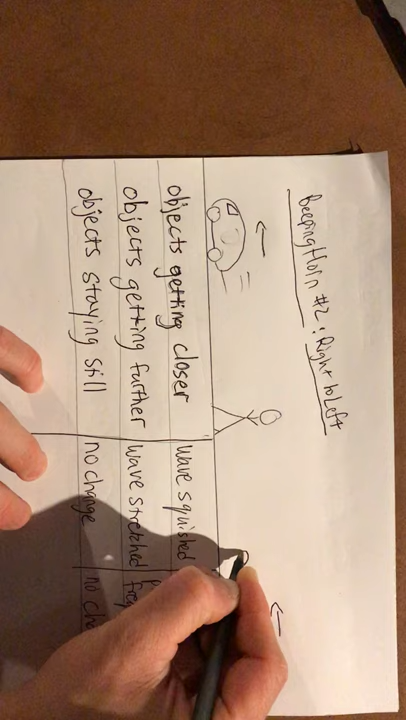 Beeping Horn #2: Right to Left
objects getting closer wave squished
objects getting further wave stretched
objects staying still no change no